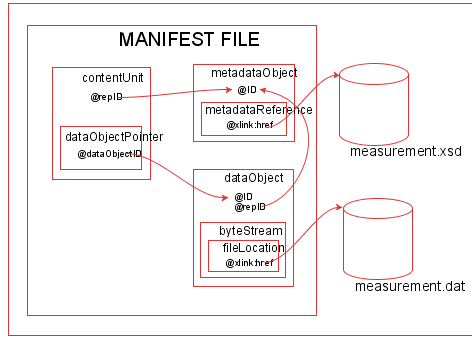 MANIFEST FILE
contentUnit
@repID
dataObjectPointer
@dataObjectID
metadataObject
@ID
metadataReference
@xlink:href
dataObject
@ID
@repID
byteStream
fileLocation
@xlink:href
measurement.xsd
measurement.dat